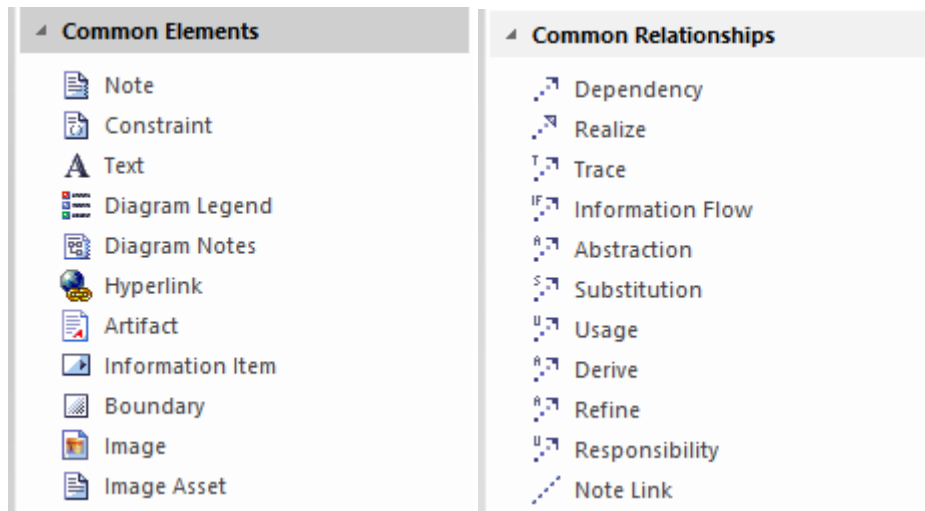 Common Elements
Note
Constraint
Text
Diagram Legend
Diagram Notes
Hyperlink
Artifact
Information Item
Boundary
Image
Image Asset
Common Relationships
Dependency
Realize
T Trace
IF Information Flow
A Abstraction
S Substitution
U Usage
A Derive
A Refine
U Responsibility
Note Link